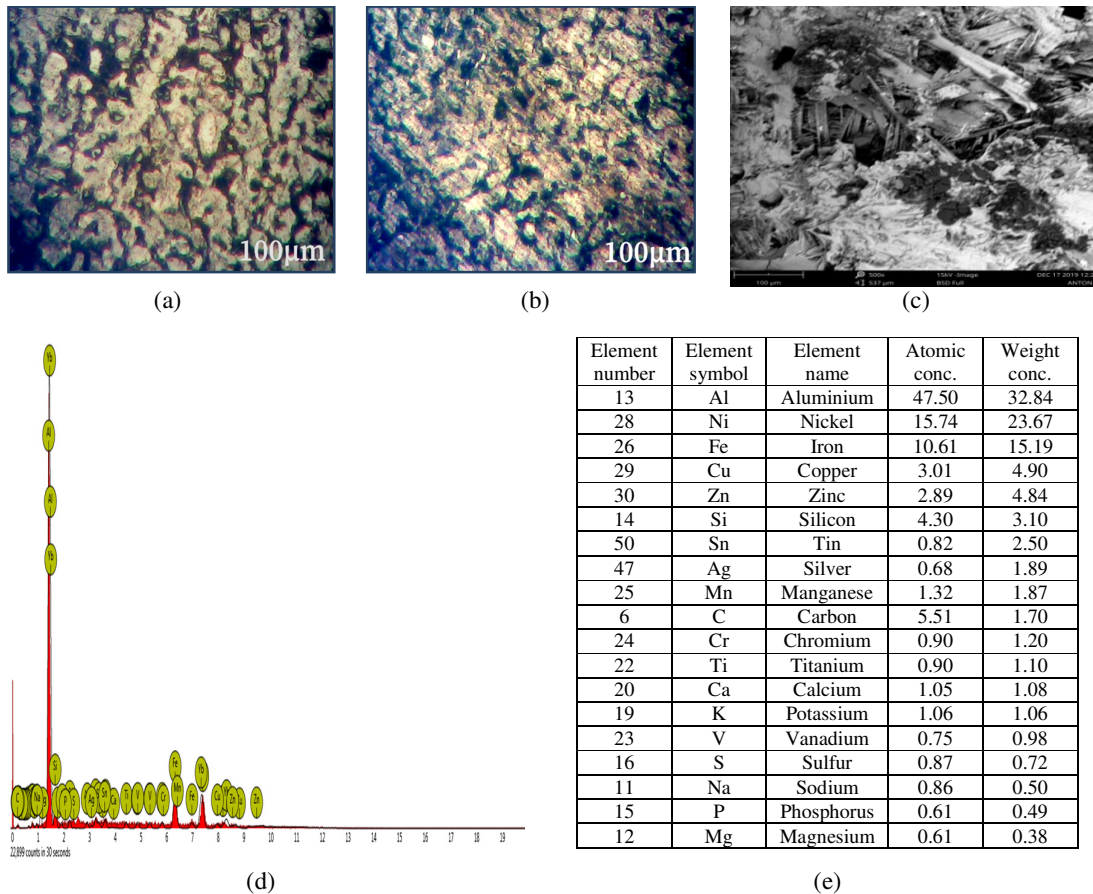 100μm
100μm
100 μm
500x
537 μm
15kV -Image
BSD Full
DEC 17 2019 12:2
ANTON
(a)
(b)
(c)
Yb
Al
Al
Yb
Si
Fe
Mn
Yb
C
Na
P
S
Ag
Sn
Ca
Ti
V
V
Cr
Fe
Cu
Zn
Zn
0 1 2 3 4 5 6 7 8 9 10 11 12 13 14 15 16 17 18 19
22,899 counts in 30 seconds
(d)
Element number Element symbol Element name Atomic conc. Weight conc.
13 Al Aluminium 47.50 32.84
28 Ni Nickel 15.74 23.67
26 Fe Iron 10.61 15.19
29 Cu Copper 3.01 4.90
30 Zn Zinc 2.89 4.84
14 Si Silicon 4.30 3.10
50 Sn Tin 0.82 2.50
47 Ag Silver 0.68 1.89
25 Mn Manganese 1.32 1.87
6 C Carbon 5.51 1.70
24 Cr Chromium 0.90 1.20
22 Ti Titanium 0.90 1.10
20 Ca Calcium 1.05 1.08
19 K Potassium 1.06 1.06
23 V Vanadium 0.75 0.98
16 S Sulfur 0.87 0.72
11 Na Sodium 0.86 0.50
15 P Phosphorus 0.61 0.49
12 Mg Magnesium 0.61 0.38
(e)